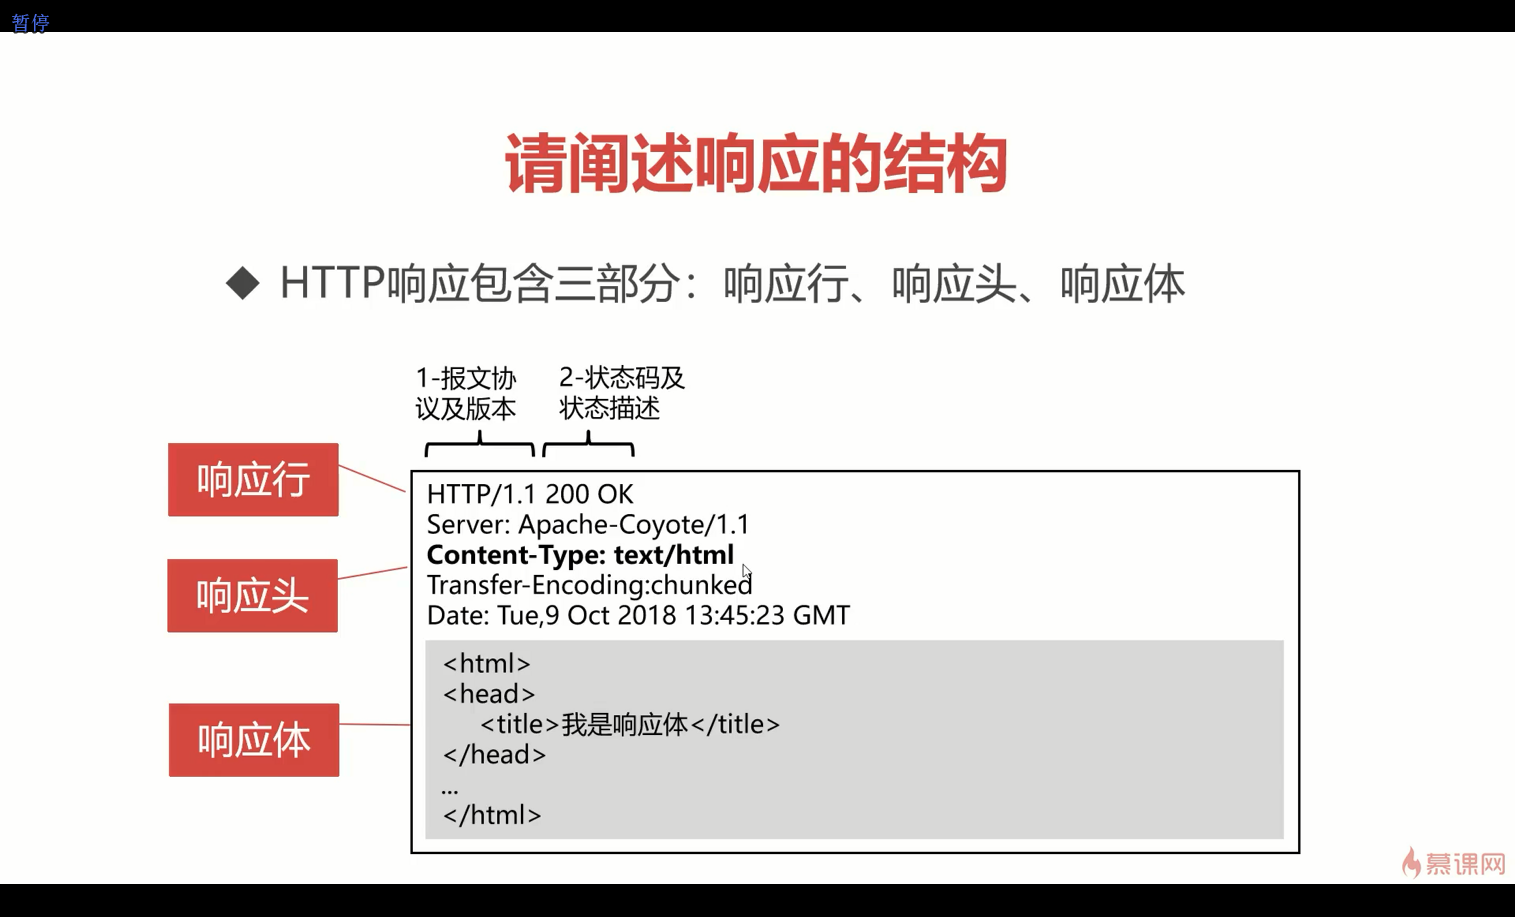 暂停
请阐述响应的结构
◆ HTTP响应包含三部分：响应行、响应头、响应体
1-报文协
议及版本
2-状态码及
状态描述
响应行
HTTP/1.1 200 OK
Server: Apache-Coyote/1.1
响应头
Content-Type: text/html
Transfer-Encoding:chunked
Date: Tue,9 Oct 2018 13:45:23 GMT
响应体
<html>
<head>
<title>我是响应体</title>
</head>
...
</html>
慕课网